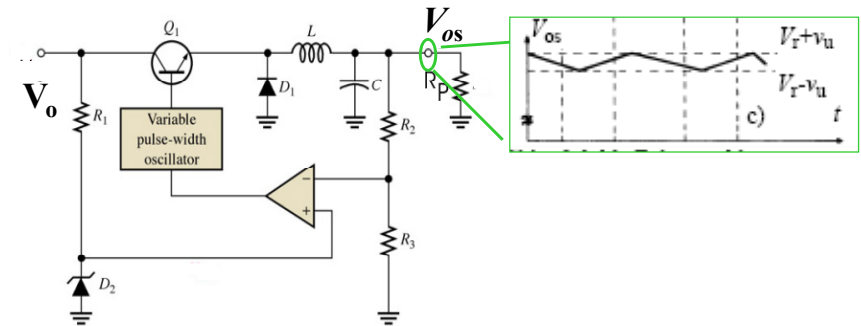 Q1
L
Vos
Vo
R1
D1
C
RP
R2
Variable
pulse-width
oscillator
−
+
R3
D2
Vos
Vr+vu
Vr-vu
c)
t